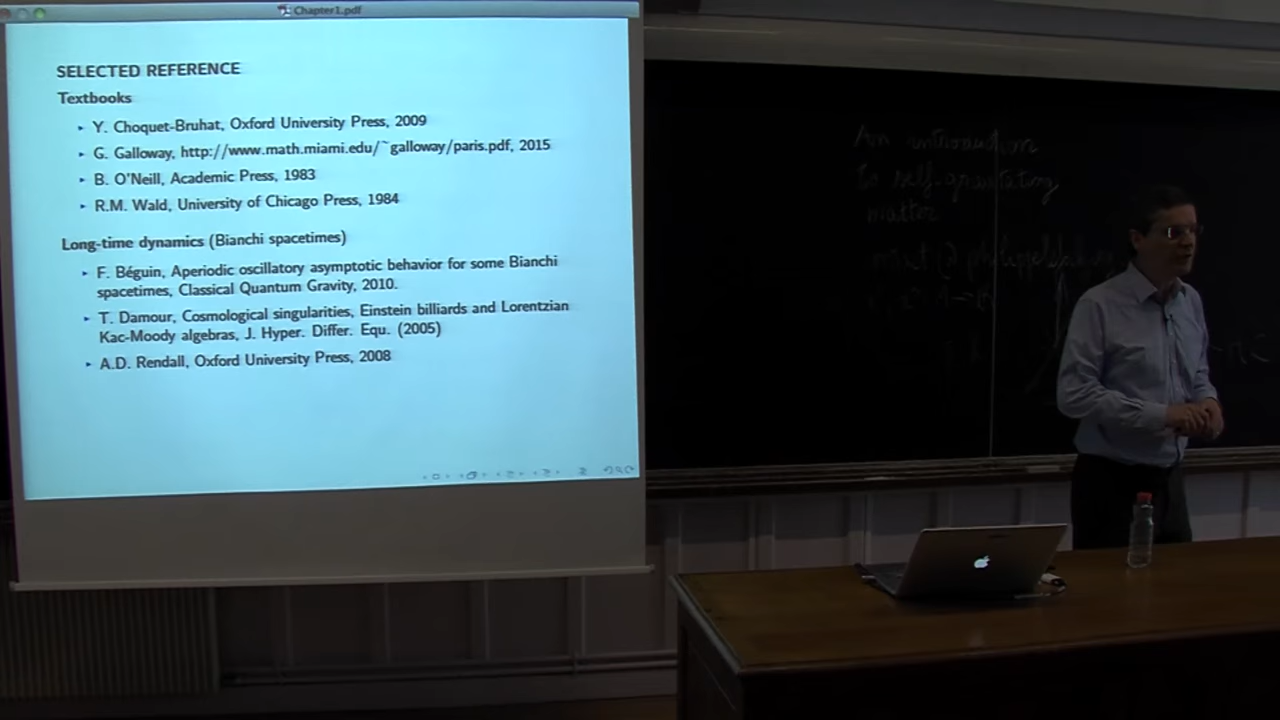 Chapter1.pdf
SELECTED REFERENCE
Textbooks
Y. Choquet-Bruhat, Oxford University Press, 2009
G. Galloway, http://www.math.miami.edu/~galloway/paris.pdf, 2015
B. O'Neill, Academic Press, 1983
R.M. Wald, University of Chicago Press, 1984
Long-time dynamics (Bianchi spacetimes)
F. Béguin, Aperiodic oscillatory asymptotic behavior for some Bianchi
spacetimes, Classical Quantum Gravity, 2010.
T. Damour, Cosmological singularities, Einstein billiards and Lorentzian
Kac-Moody algebras, J. Hyper. Differ. Equ. (2005)
A.D. Rendall, Oxford University Press, 2008
An introduction
to self-gravitating
matter